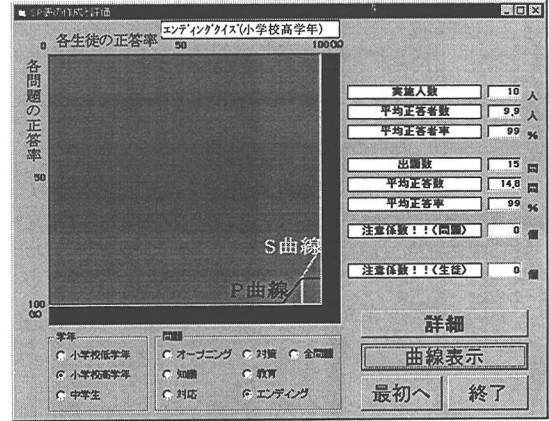 SP表の作成と評価
エンディングクイズ(小学校高学年)
各生徒の正答率
0 50 100(%)
各問題の正答率
50
100
(%)
S曲線
P曲線
実施人数 10 人
平均正答者数 9.9 人
平均正答者率 99 %
出題数 15 問
平均正答数 14.8 問
平均正答率 99 %
注意係数!!(問題) 0 個
注意係数!!(生徒) 0 個
学年
小学校低学年
小学校高学年
中学生
問題
オープニング 対策 全問題
知識 教育
対応 エンディング
詳細
曲線表示
最初へ 終了